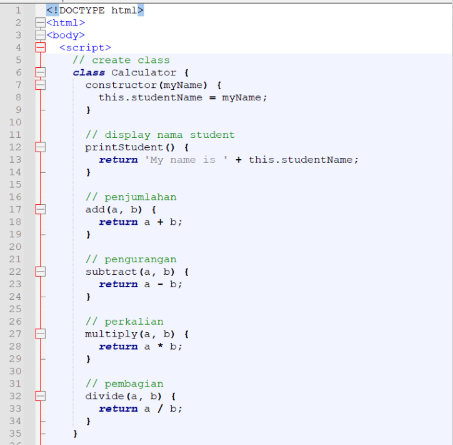 1 <!DOCTYPE html>
2 <html>
3 <body>
4 <script>
5 // create class
6 class Calculator {
7 constructor(myName) {
8 this.studentName = myName;
9 }
10
11 // display nama student
12 printStudent() {
13 return 'My name is ' + this.studentName;
14 }
15
16 // penjumlahan
17 add(a, b) {
18 return a + b;
19 }
20
21 // pengurangan
22 subtract(a, b) {
23 return a - b;
24 }
25
26 // perkalian
27 multiply(a, b) {
28 return a * b;
29 }
30
31 // pembagian
32 divide(a, b) {
33 return a / b;
34 }
35 }